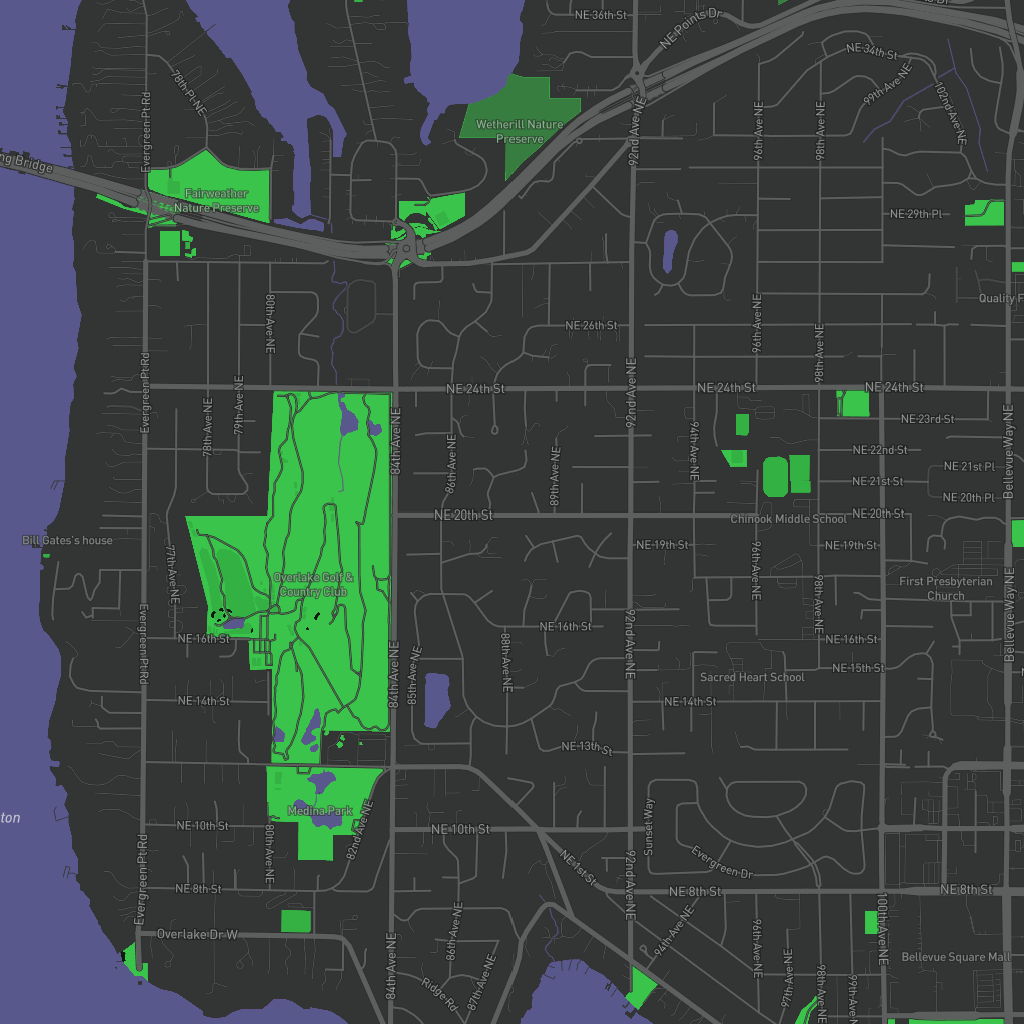 NE 36th St
NE Points Dr
NE 34th St
99th Ave NE
102nd Ave NE
78th Pl NE
Evergreen Pt Rd
Wetherill Nature
Preserve
92nd Ave NE
96th Ave NE
98th Ave NE
ng Bridge
Fairweather
Nature Preserve
NE 29th Pl
Quality F
80th Ave NE
NE 26th St
96th Ave NE
98th Ave NE
Evergreen Pt Rd
92nd Ave NE
NE 24th St
NE 24th St
NE 24th St
78th Ave NE
79th Ave NE
84th Ave NE
86th Ave NE
89th Ave NE
94th Ave NE
NE 23rd St
NE 22nd St
NE 21st Pl
NE 21st St
NE 20th Pl
Bellevue Way NE
NE 20th St
Chinook Middle School
NE 20th St
Bill Gates's house
77th Ave NE
NE 19th St
NE 19th St
Overlake Golf &
Country Club
96th Ave NE
98th Ave NE
First Presbyterian
Church
Bellevue Way NE
Evergreen Pt Rd
NE 16th St
NE 16th St
NE 16th St
92nd Ave NE
84th Ave NE
85th Ave NE
88th Ave NE
Sacred Heart School
NE 15th St
NE 14th St
NE 14th St
NE 13th St
ton
Medina Park
NE 10th St
80th Ave NE
82nd Ave NE
NE 10th St
Sunset Way
Evergreen Dr
NE 1st St
92nd Ave NE
Evergreen Pt Rd
NE 8th St
NE 8th St
NE 8th St
Overlake Dr W
84th Ave NE
86th Ave NE
87th Ave NE
Ridge Rd
94th Ave NE
96th Ave NE
97th Ave NE
98th Ave NE
99th Ave NE
100th Ave NE
Bellevue Square Mall